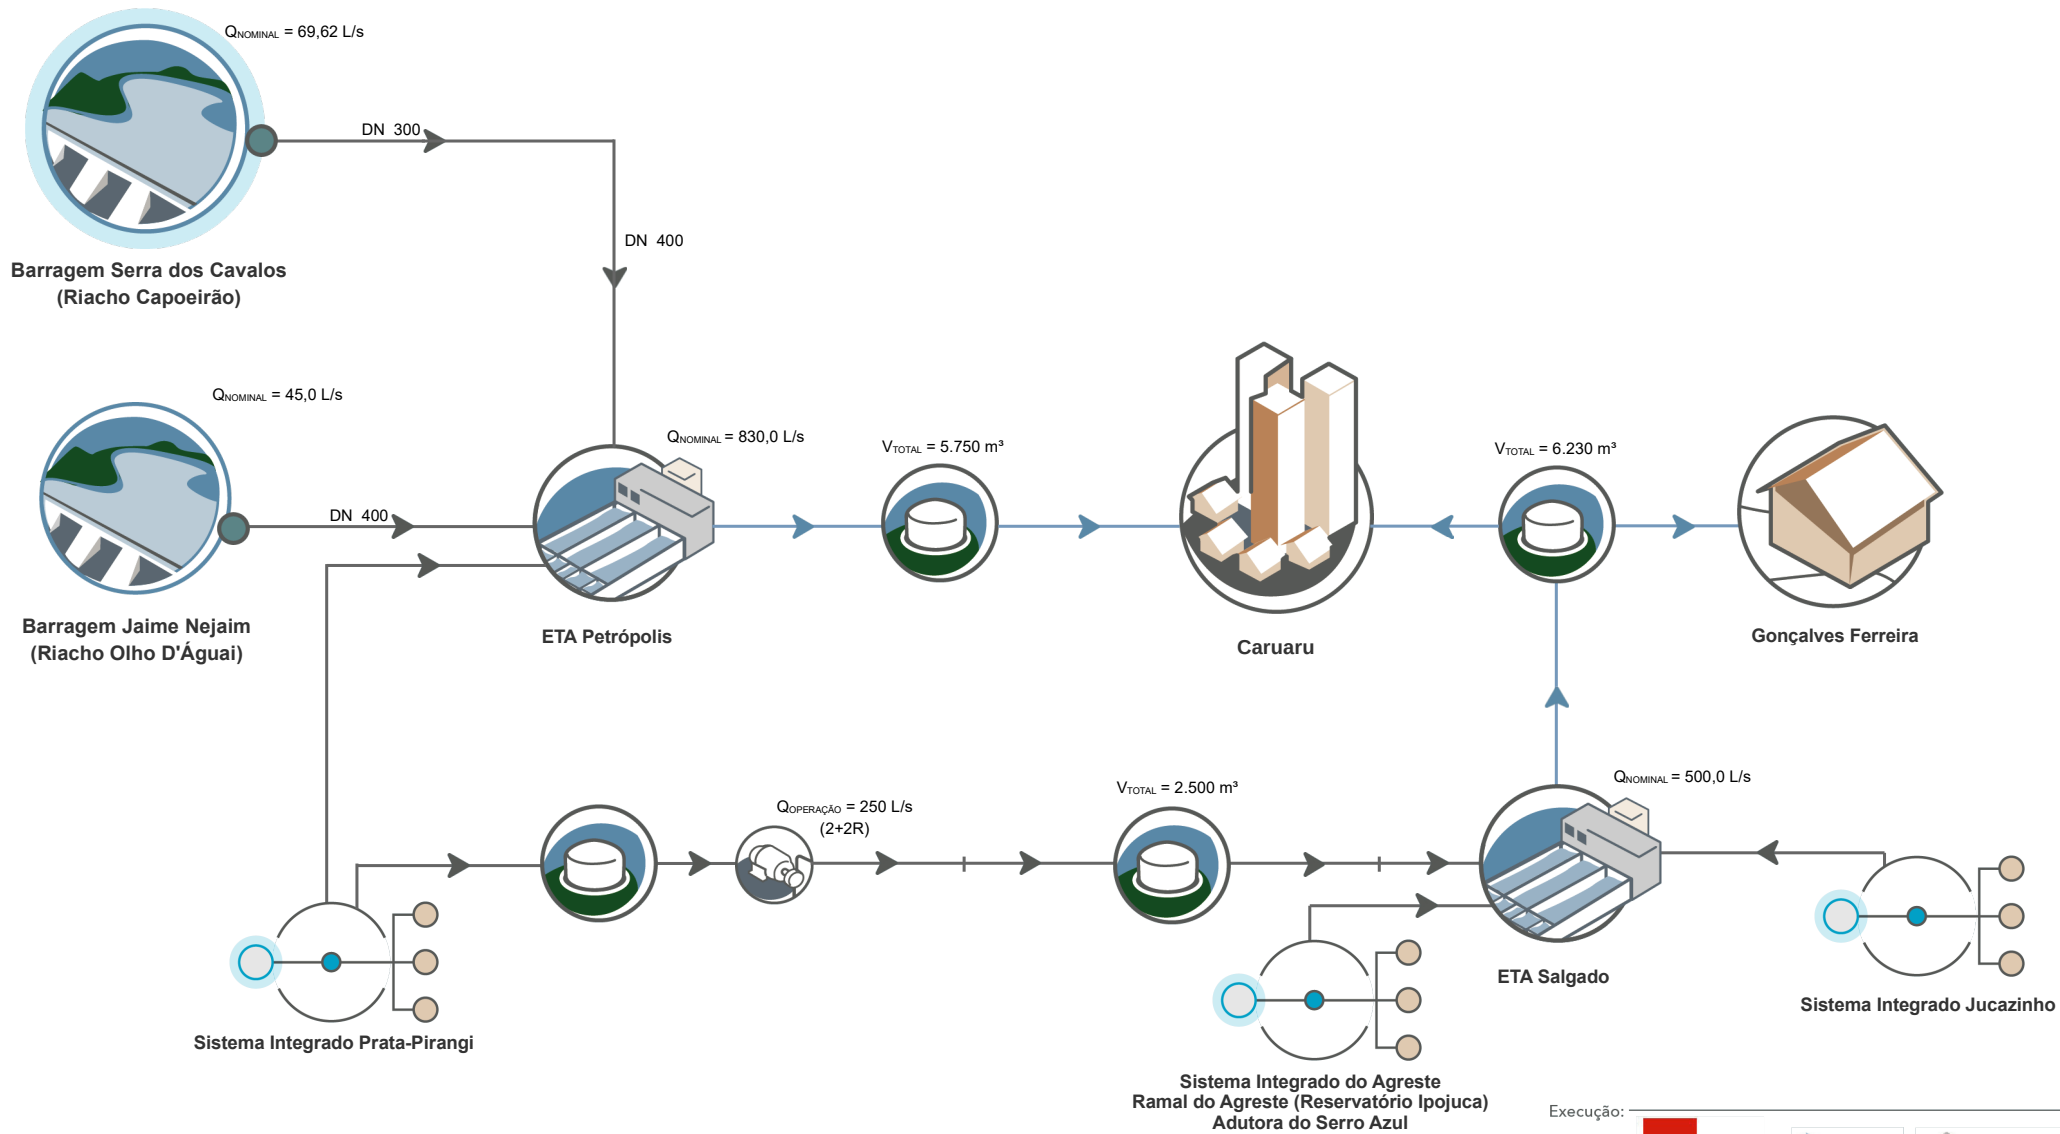 QNOMINAL = 69,62 L/s
DN 300
DN 400
Barragem Serra dos Cavalos
(Riacho Capoeirão)
QNOMINAL = 45,0 L/s
DN 400
Barragem Jaime Nejaim
(Riacho Olho D'Águai)
QNOMINAL = 830,0 L/s
ETA Petrópolis
VTOTAL = 5.750 m³
Caruaru
VTOTAL = 6.230 m³
Gonçalves Ferreira
QOPERAÇÃO = 250 L/s
(2+2R)
VTOTAL = 2.500 m³
QNOMINAL = 500,0 L/s
ETA Salgado
Sistema Integrado Prata-Pirangi
Sistema Integrado do Agreste
Ramal do Agreste (Reservatório Ipojuca)
Adutora do Serro Azul
Sistema Integrado Jucazinho
Execução: